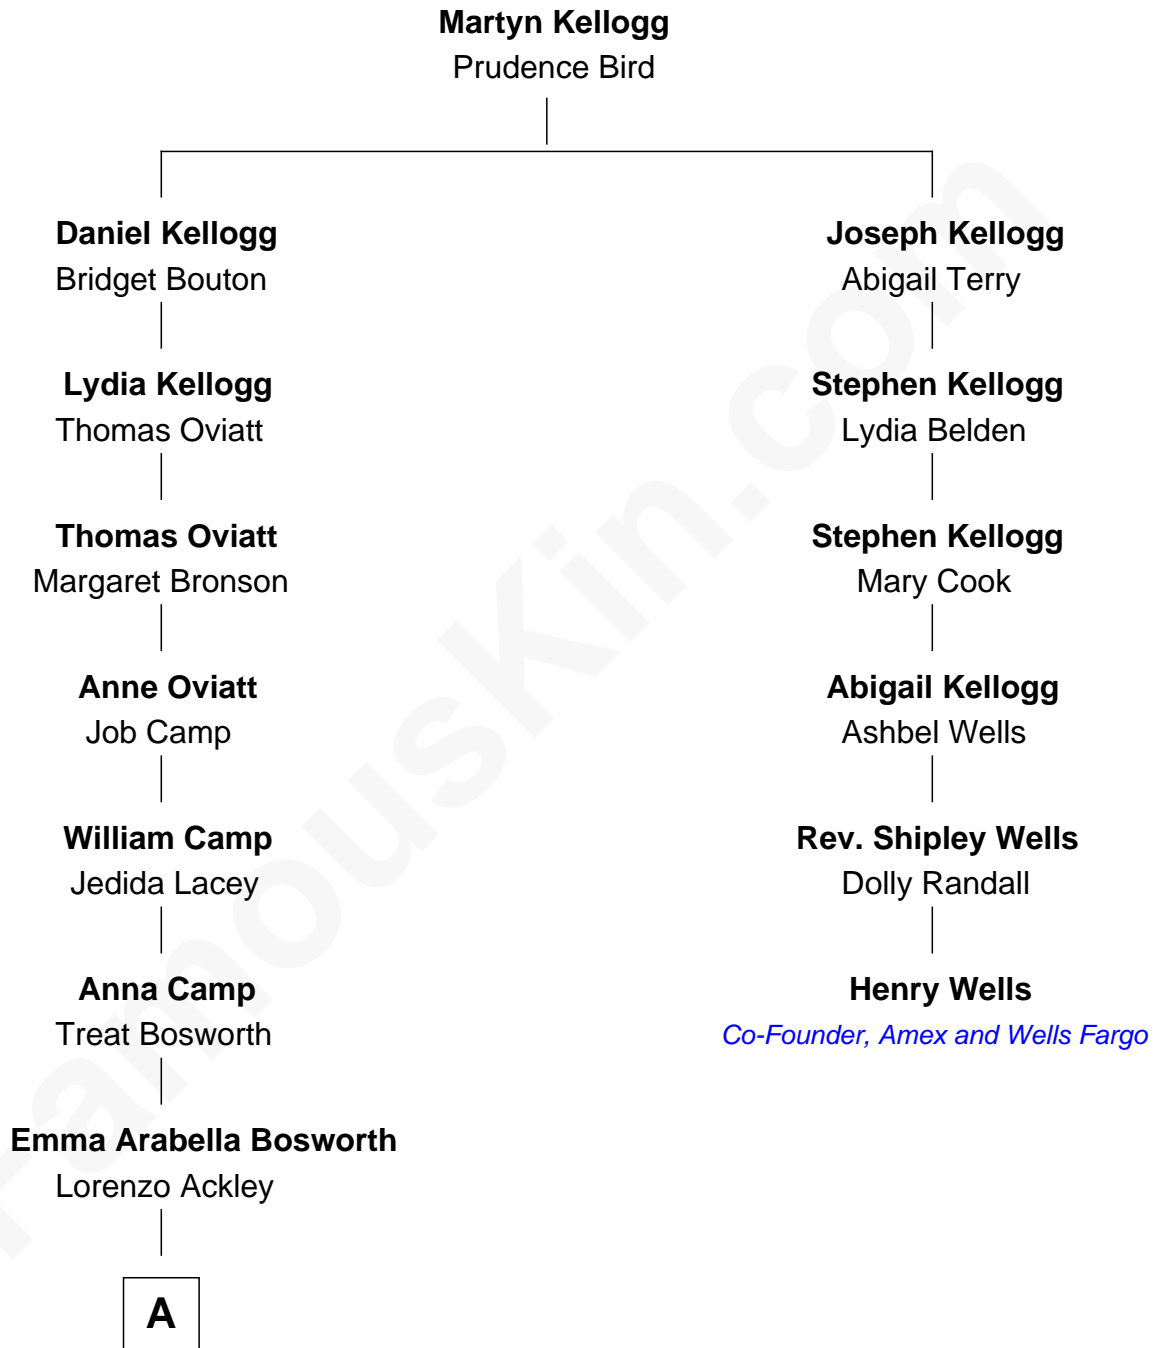 Martyn Kellogg
Prudence Bird
Daniel Kellogg
Bridget Bouton
Joseph Kellogg
Abigail Terry
Lydia Kellogg
Thomas Oviatt
Stephen Kellogg
Lydia Belden
Thomas Oviatt
Margaret Bronson
Stephen Kellogg
Mary Cook
Anne Oviatt
Job Camp
Abigail Kellogg
Ashbel Wells
William Camp
Jedida Lacey
Rev. Shipley Wells
Dolly Randall
Anna Camp
Treat Bosworth
Henry Wells
Co-Founder, Amex and Wells Fargo
Emma Arabella Bosworth
Lorenzo Ackley
A
FamousKin.com